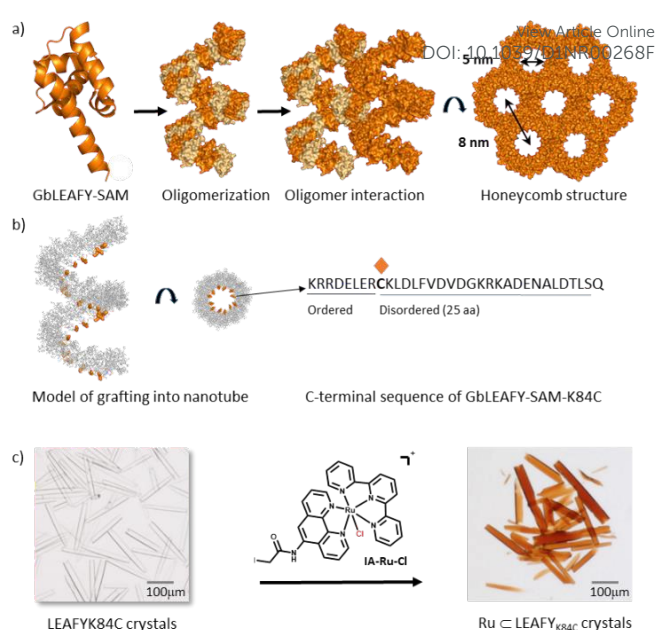 View Article Online
DOI: 10.1039/D1NR00268F
a)
5 nm
8 nm
GbLEAFY-SAM
Oligomerization
Oligomer interaction
Honeycomb structure
b)
KRRDELERCKLDLFVDVDGKRKADENALDTLSQ
Ordered
Disordered (25 aa)
Model of grafting into nanotube
C-terminal sequence of GbLEAFY-SAM-K84C
c)
+
N
N
N
Ru
N
N
Cl
O
I
N
H
IA-Ru-Cl
100μm
100μm
LEAFYK84C crystals
Ru ⊂ LEAFYK84C crystals